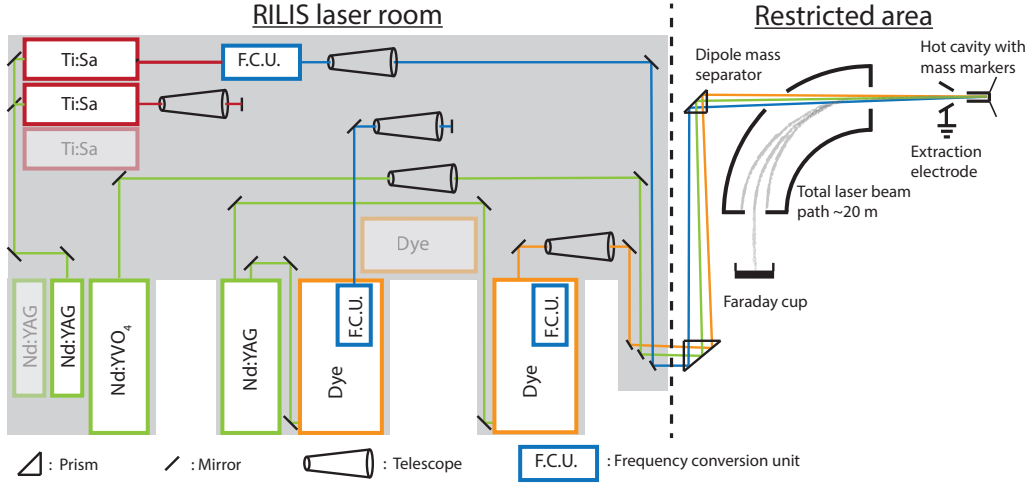 RILIS laser room
Restricted area
Ti:Sa
F.C.U.
Ti:Sa
Ti:Sa
Dipole mass
separator
Hot cavity with
mass markers
Extraction
electrode
Total laser beam
path ~20 m
Faraday cup
Dye
Nd:YAG
Nd:YAG
Nd:YVO₄
Nd:YAG
F.C.U.
Dye
F.C.U.
Dye
: Prism
: Mirror
: Telescope
F.C.U.
: Frequency conversion unit